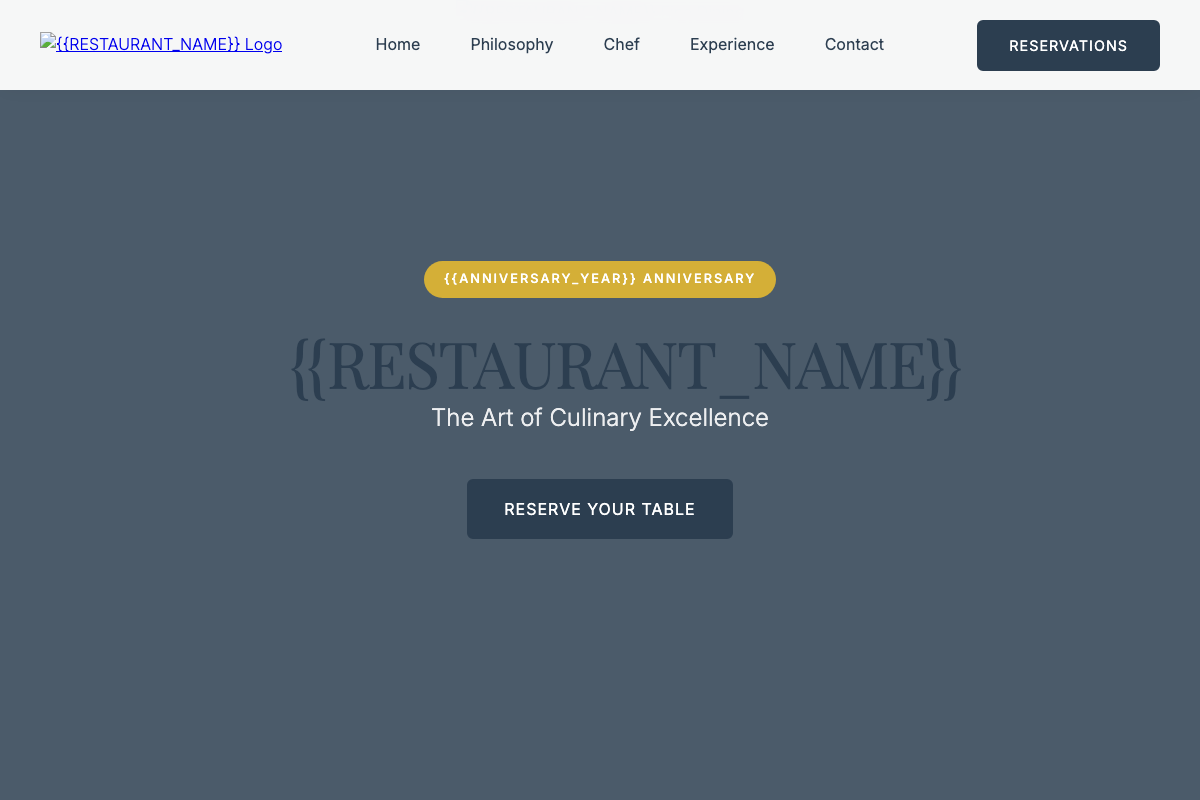 {{RESTAURANT_NAME}} Logo
Home
Philosophy
Chef
Experience
Contact
RESERVATIONS
{{ANNIVERSARY_YEAR}} ANNIVERSARY
{{RESTAURANT_NAME}}
The Art of Culinary Excellence
RESERVE YOUR TABLE